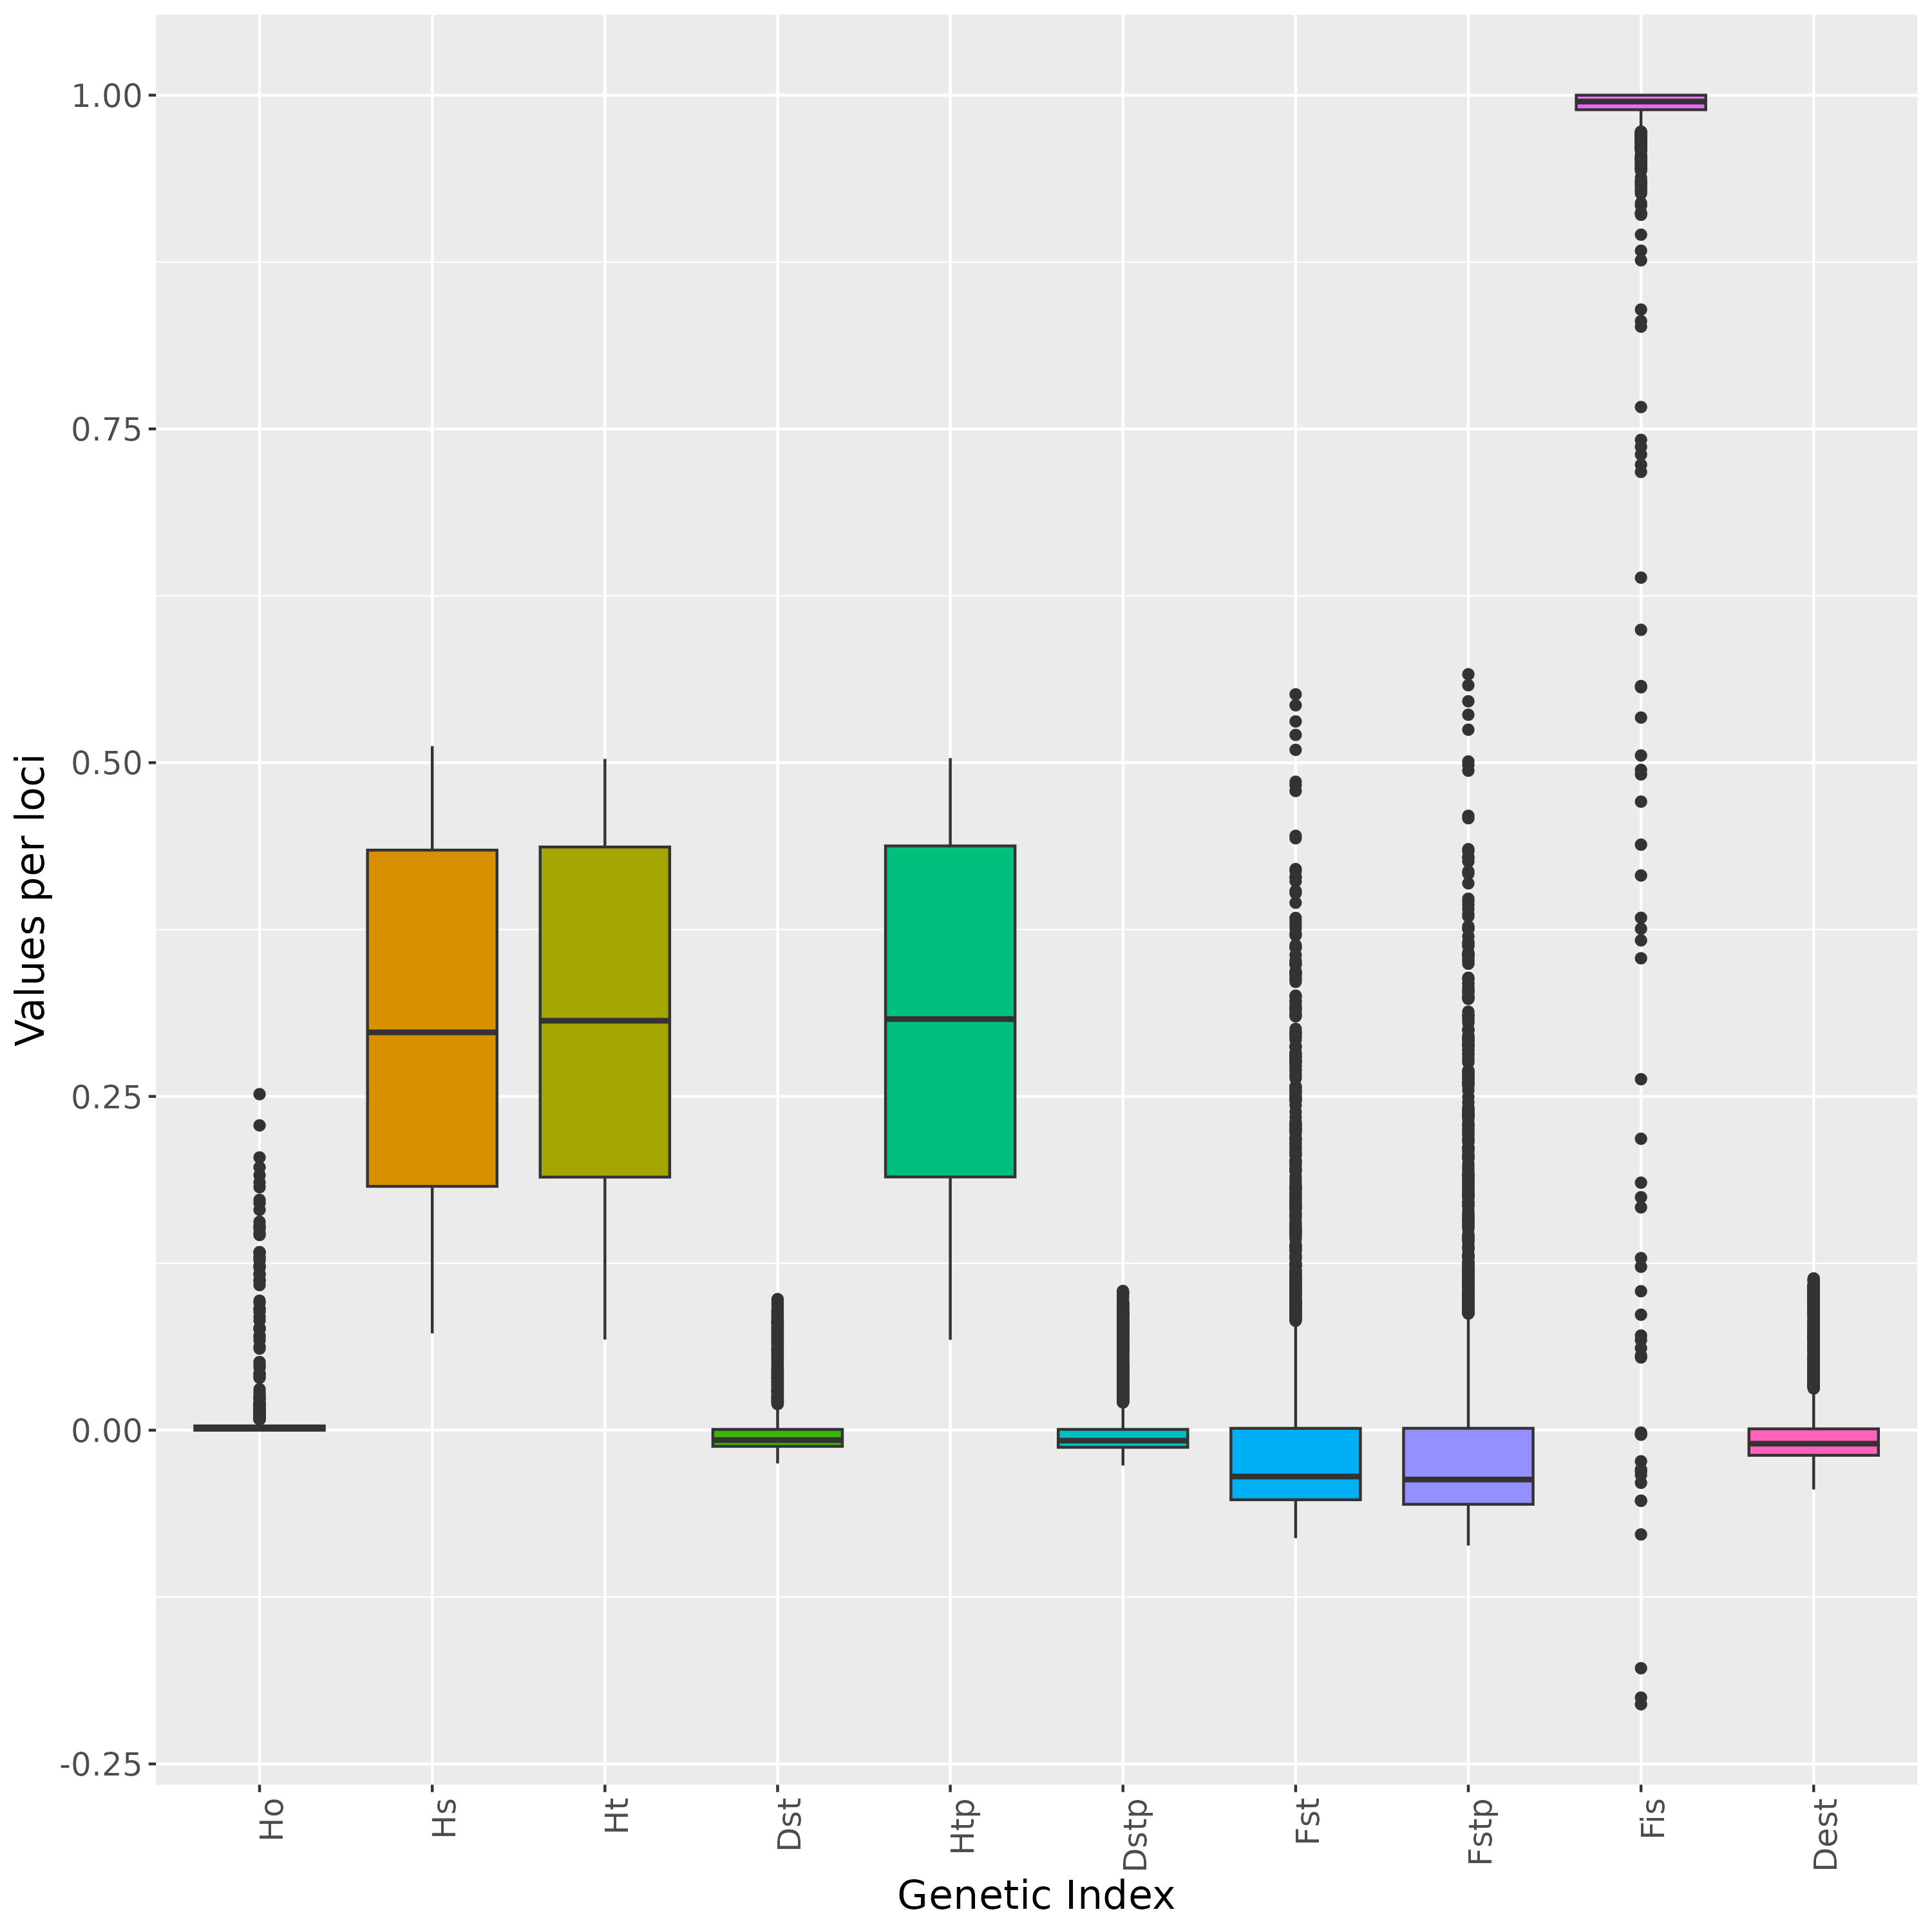 Values per loci
1.00
0.75
0.50
0.25
0.00
-0.25
Ho
Hs
Ht
Dst
Htp
Dstp
Fst
Fstp
Fis
Dest
Genetic Index